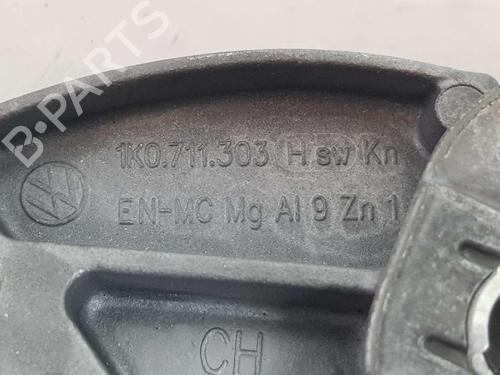 B-PARTS
1K0.711.303 H sw Kn
EN-MC Mg Al 9 Zn 1
CH